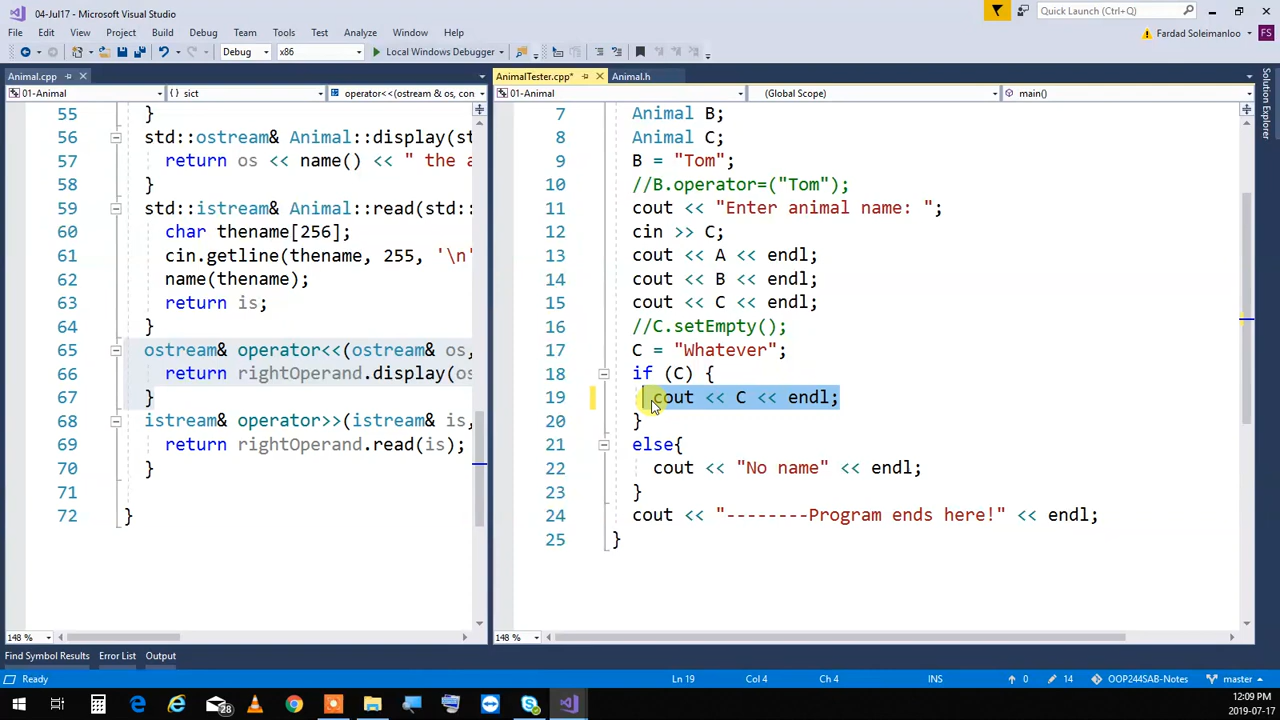 04-Jul17 - Microsoft Visual Studio
Quick Launch (Ctrl+Q)
File Edit View Project Build Debug Team Tools Test Analyze Window Help
Fardad Soleimanloo FS
Debug x86 Local Windows Debugger
Animal.cpp
AnimalTester.cpp* Animal.h
01-Animal sict operator<<(ostream & os, con
01-Animal (Global Scope) main()
55 }
56 std::ostream& Animal::display(st
57 return os << name() << " the a
58 }
59 std::istream& Animal::read(std::
60 char thename[256];
61 cin.getline(thename, 255, '\n'
62 name(thename);
63 return is;
64 }
65 ostream& operator<<(ostream& os,
66 return rightOperand.display(os
67 }
68 istream& operator>>(istream& is,
69 return rightOperand.read(is);
70 }
71
72 }
7 Animal B;
8 Animal C;
9 B = "Tom";
10 //B.operator=("Tom");
11 cout << "Enter animal name: ";
12 cin >> C;
13 cout << A << endl;
14 cout << B << endl;
15 cout << C << endl;
16 //C.setEmpty();
17 C = "Whatever";
18 if (C) {
19 cout << C << endl;
20 }
21 else{
22 cout << "No name" << endl;
23 }
24 cout << "--------Program ends here!" << endl;
25 }
Solution Explorer
148 %
148 %
Find Symbol Results Error List Output
Ready Ln 19 Col 4 Ch 4 INS 0 14 OOP244SAB-Notes master
28
12:09 PM
2019-07-17